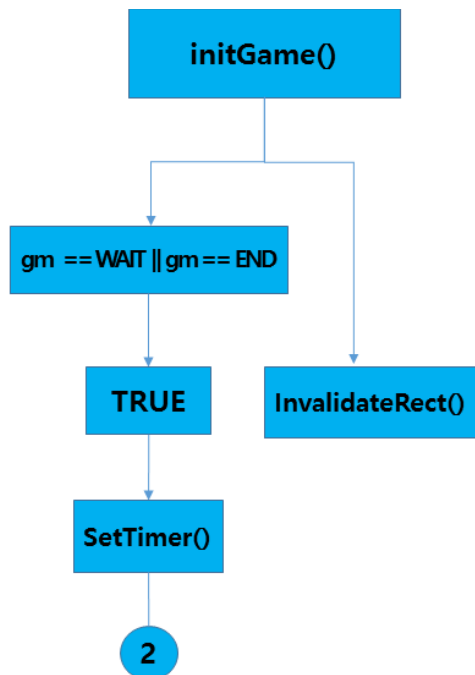 initGame()
gm == WAIT || gm == END
TRUE
InvalidateRect()
SetTimer()
2